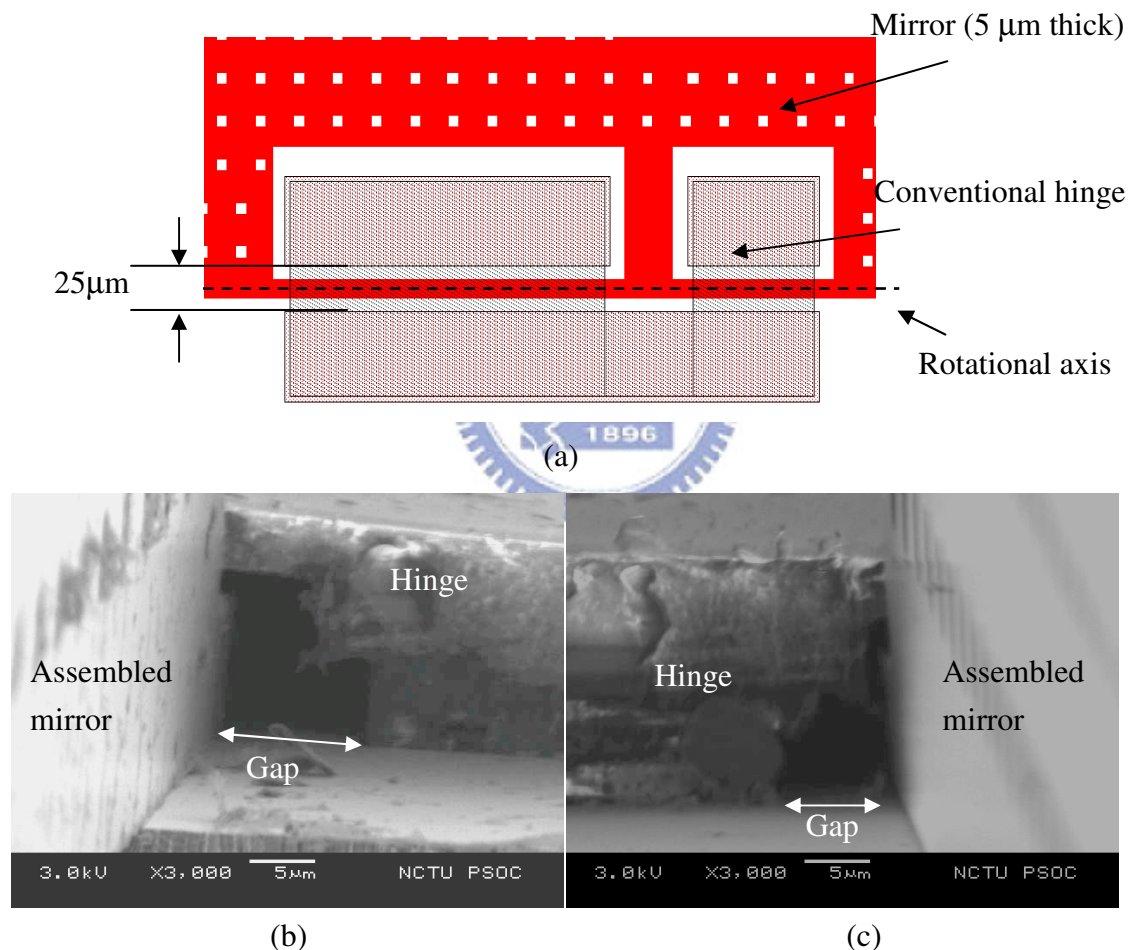 Mirror (5 μm thick)
Conventional hinge
25μm
Rotational axis
1896
(a)
Hinge
Assembled
mirror
Gap
3.0kV X3,000 5μm NCTU PSOC
Hinge
Assembled
mirror
Gap
3.0kV X3,000 5μm NCTU PSOC
(b)
(c)